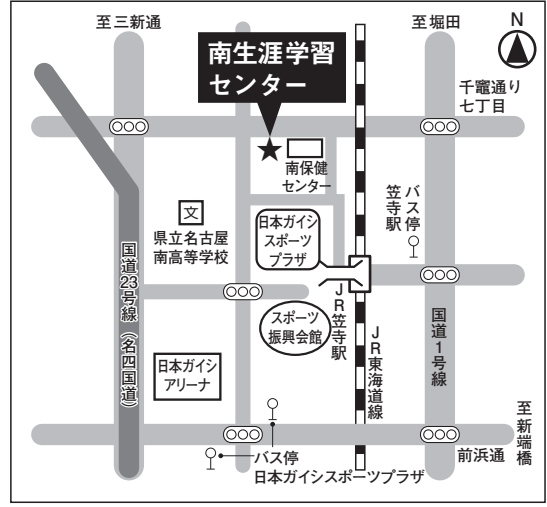 至三新通
至堀田
N
南生涯学習
センター
千竈通り
七丁目
南保健
センター
バス停
笠寺駅
文
県立名古屋
南高等学校
日本ガイシ
スポーツ
プラザ
国道23号線(名四国道)
JR笠寺駅
スポーツ
振興会館
JR東海道線
国道1号線
日本ガイシ
アリーナ
至新端橋
前浜通
バス停
日本ガイシスポーツプラザ